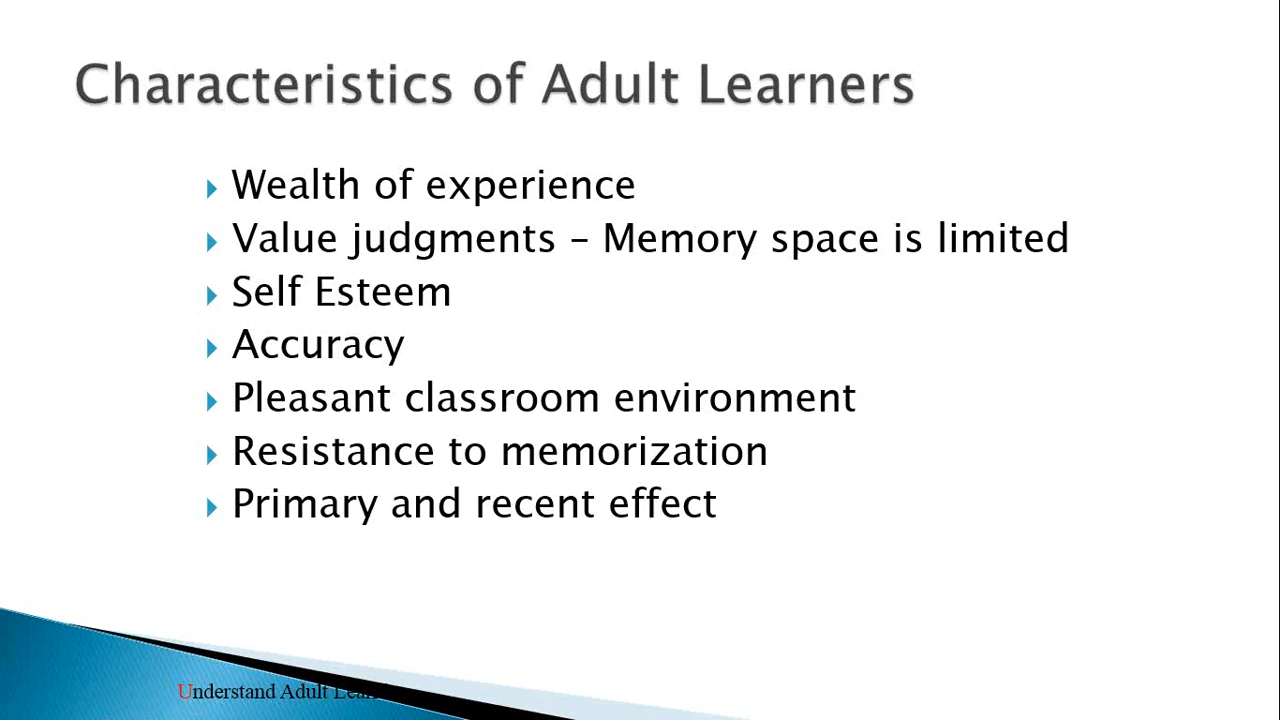 Characteristics of Adult Learners
Wealth of experience
Value judgments – Memory space is limited
Self Esteem
Accuracy
Pleasant classroom environment
Resistance to memorization
Primary and recent effect
Understand Adult